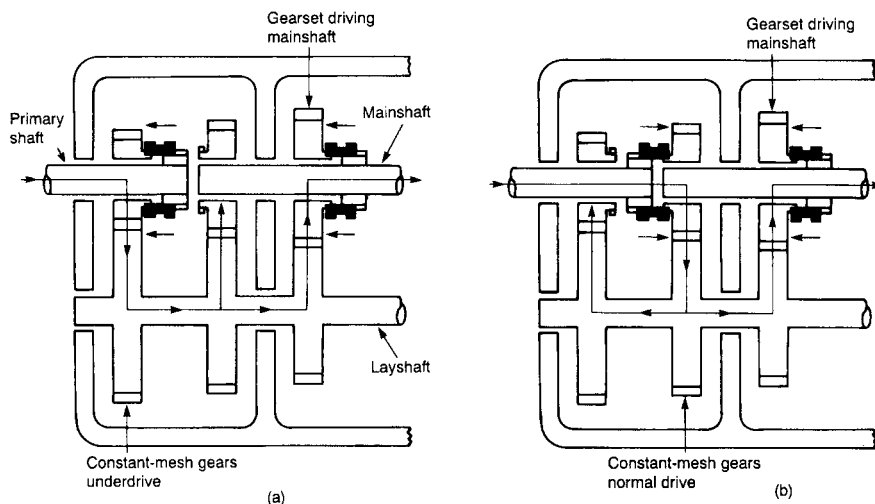 Gearset driving
mainshaft
Primary
shaft
Mainshaft
Layshaft
Constant-mesh gears
underdrive
(a)
Gearset driving
mainshaft
Constant-mesh gears
normal drive
(b)